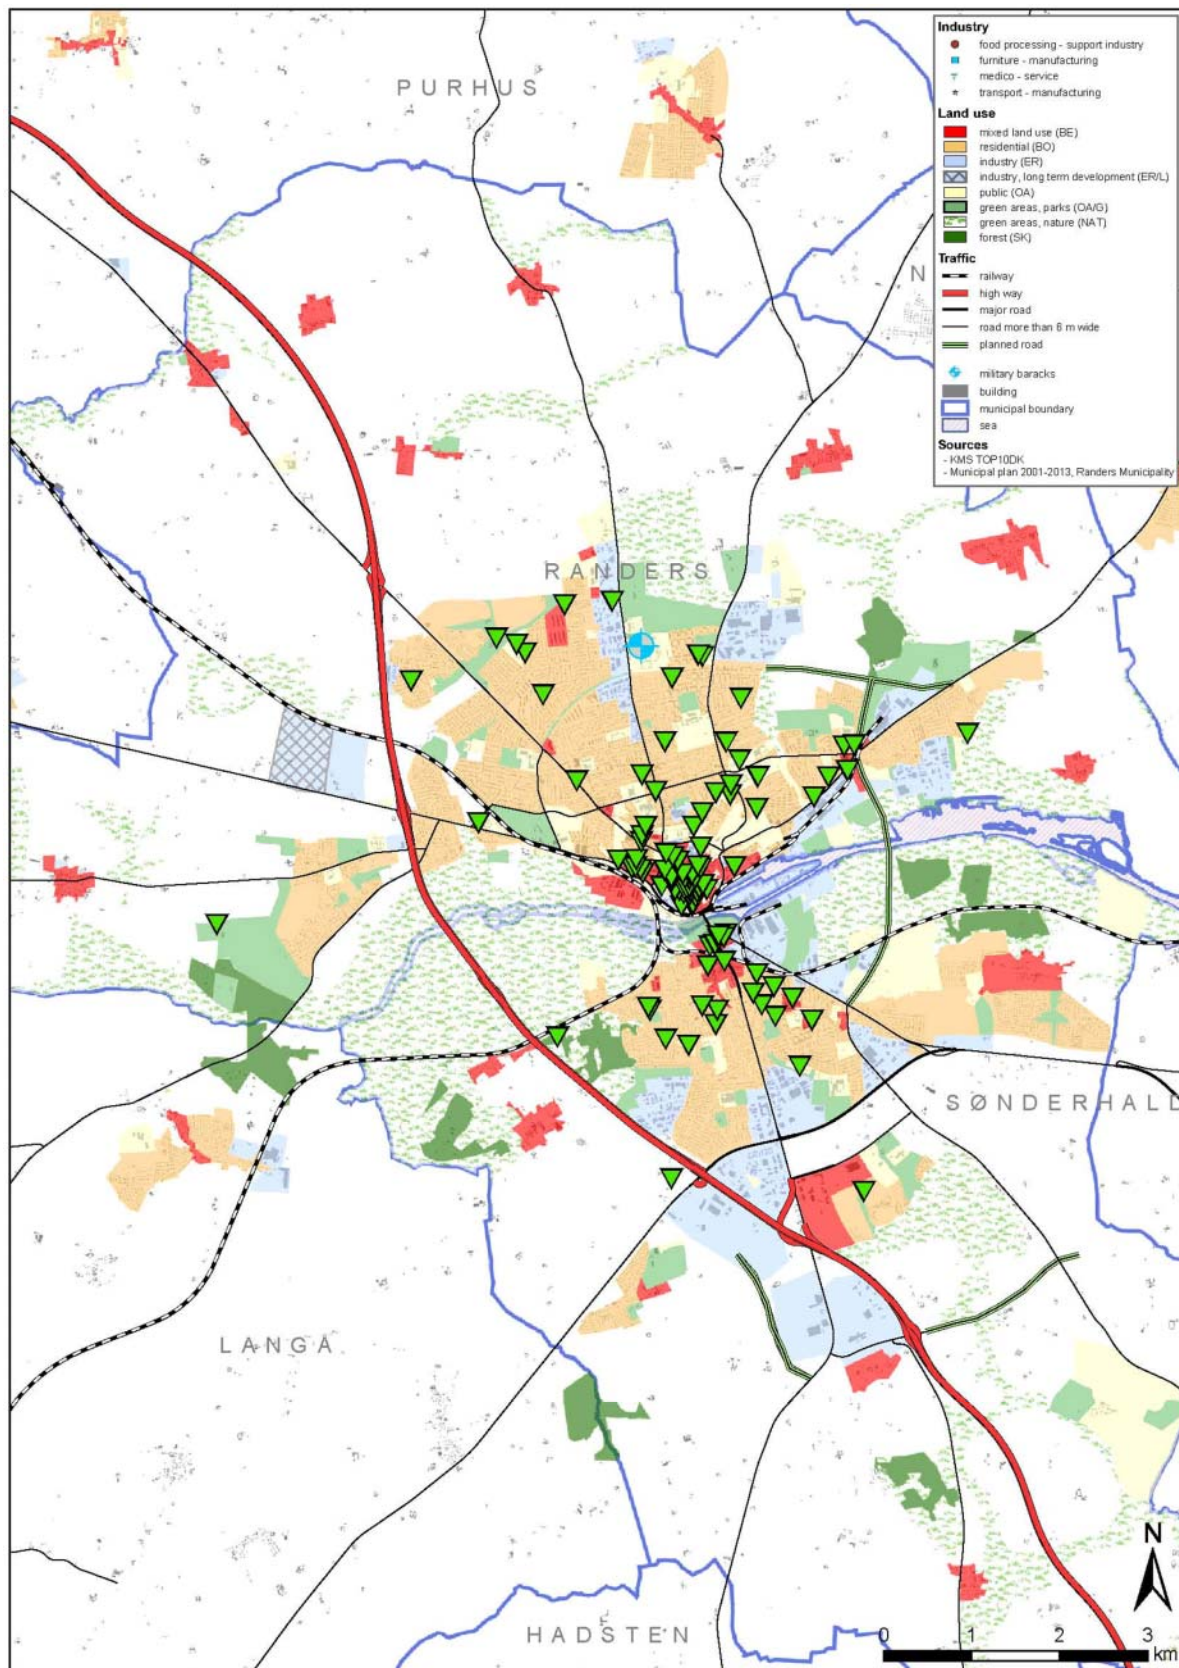 PURHUS
N
RANDERS
SØNDERHALD
LANGÅ
HADSTEN
Industry
food processing - support industry
furniture - manufacturing
medico - service
transport - manufacturing
Land use
mixed land use (BE)
residential (BO)
industry (ER)
industry, long term development (ER/L)
public (OA)
green areas, parks (OA/G)
green areas, nature (NAT)
forest (SK)
Traffic
railway
high way
major road
road more than 6 m wide
planned road
military baracks
building
municipal boundary
sea
Sources
- KMS TOP10DK
- Municipal plan 2001-2013, Randers Municipality
N
0 1 2 3
km